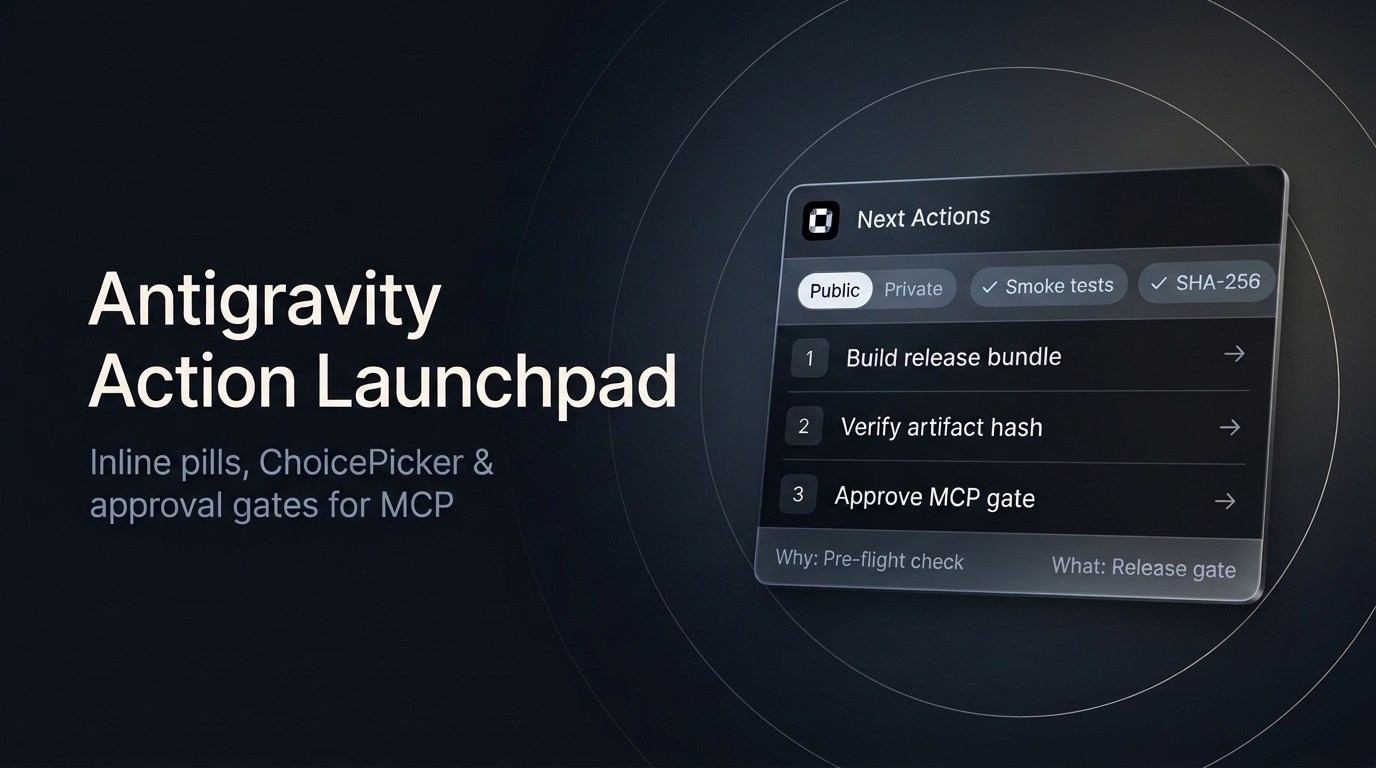 Antigravity
Action Launchpad
Inline pills, ChoicePicker &
approval gates for MCP
Next Actions
Public Private ✓ Smoke tests ✓ SHA-256
1 Build release bundle →
2 Verify artifact hash →
3 Approve MCP gate →
Why: Pre-flight check What: Release gate